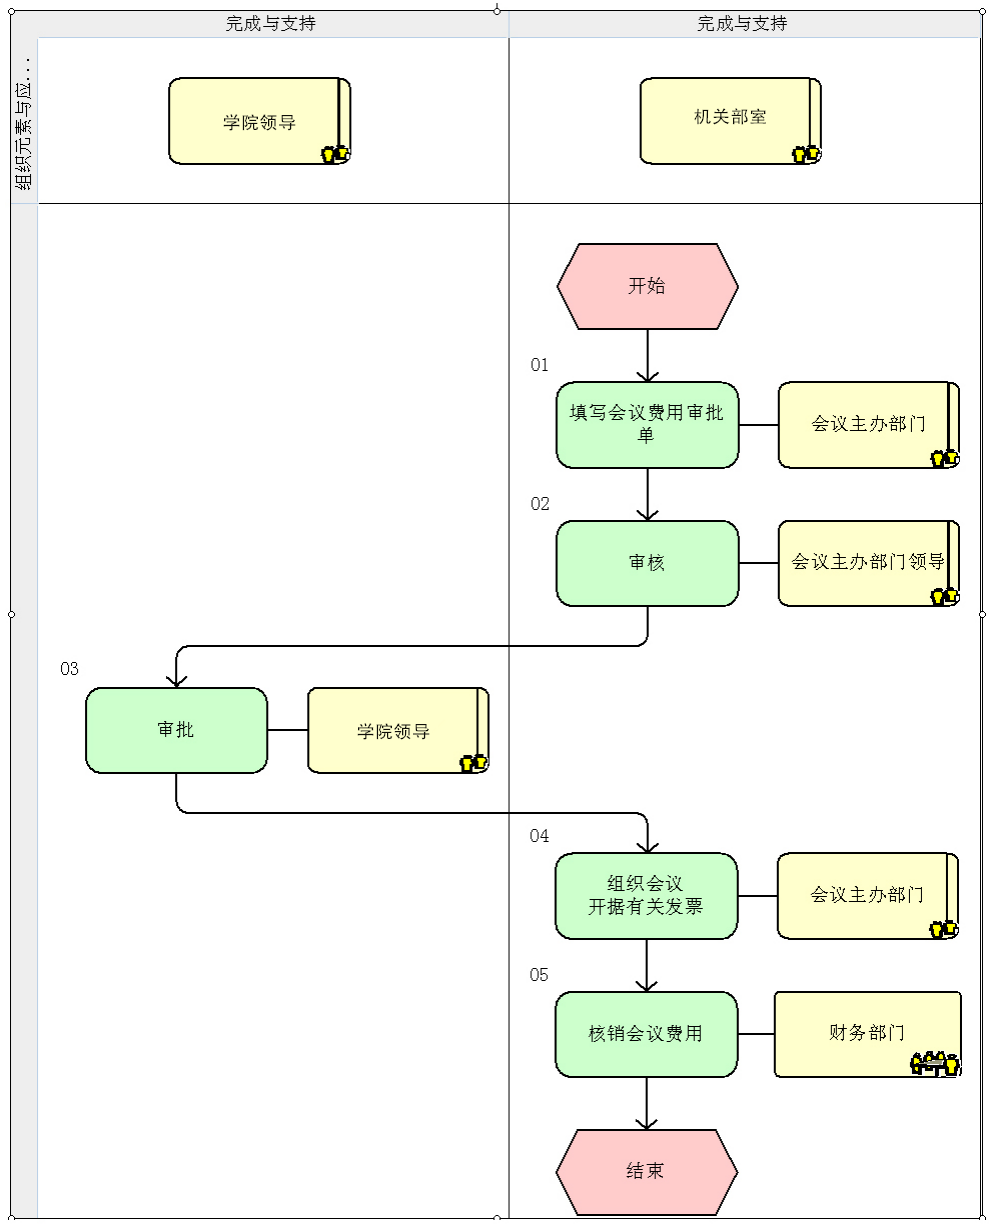 完成与支持
完成与支持
组织元素与应...
学院领导
机关部室
开始
01
填写会议费用审批
单
会议主办部门
02
审核
会议主办部门领导
03
审批
学院领导
04
组织会议
开据有关发票
会议主办部门
05
核销会议费用
财务部门
结束